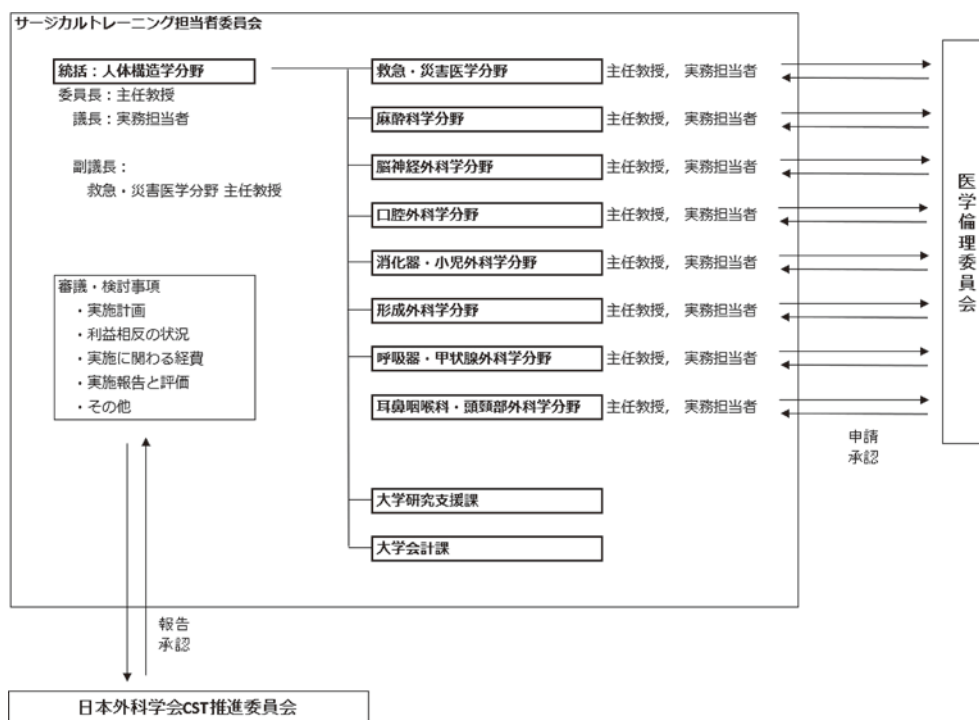 サージカルトレーニング担当者委員会
統括：人体構造学分野
委員長：主任教授
議長：実務担当者
副議長：
救急・災害医学分野 主任教授
審議・検討事項
・実施計画
・利益相反の状況
・実施に関わる経費
・実施報告と評価
・その他
救急・災害医学分野 主任教授， 実務担当者
麻酔科学分野 主任教授， 実務担当者
脳神経外科学分野 主任教授， 実務担当者
口腔外科学分野 主任教授， 実務担当者
消化器・小児外科学分野 主任教授， 実務担当者
形成外科学分野 主任教授， 実務担当者
呼吸器・甲状腺外科学分野 主任教授， 実務担当者
耳鼻咽喉科・頭頸部外科学分野 主任教授， 実務担当者
大学研究支援課
大学会計課
医学倫理委員会
申請
承認
報告
承認
日本外科学会CST推進委員会